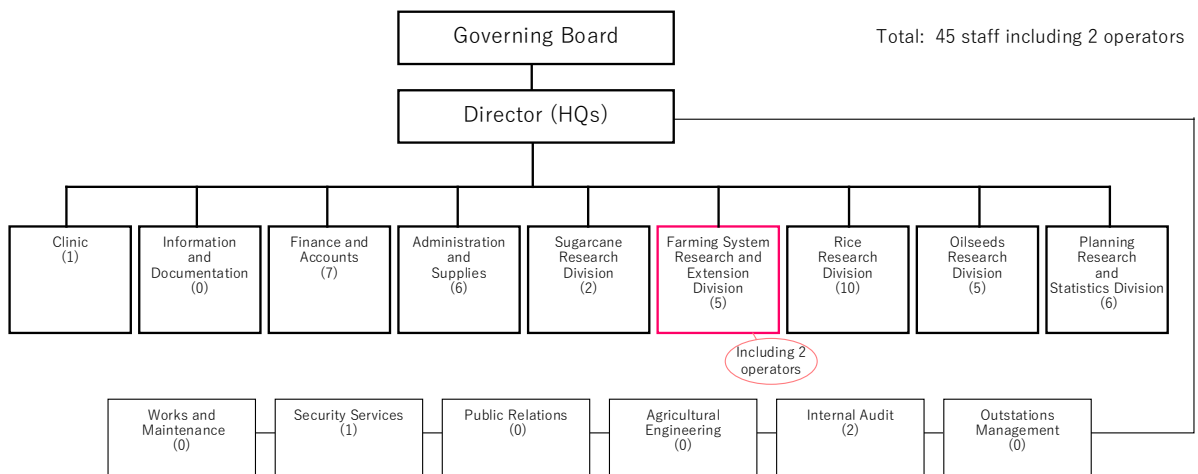 Governing Board
Total: 45 staff including 2 operators
Director (HQs)
Clinic
(1)
Information
and
Documentation
(0)
Finance and
Accounts
(7)
Administration
and
Supplies
(6)
Sugarcane
Research
Division
(2)
Farming System
Research and
Extension
Division
(5)
Rice
Research
Division
(10)
Oilseeds
Research
Division
(5)
Planning
Research
and
Statistics Division
(6)
Including 2
operators
Works and
Maintenance
(0)
Security Services
(1)
Public Relations
(0)
Agricultural
Engineering
(0)
Internal Audit
(2)
Outstations
Management
(0)